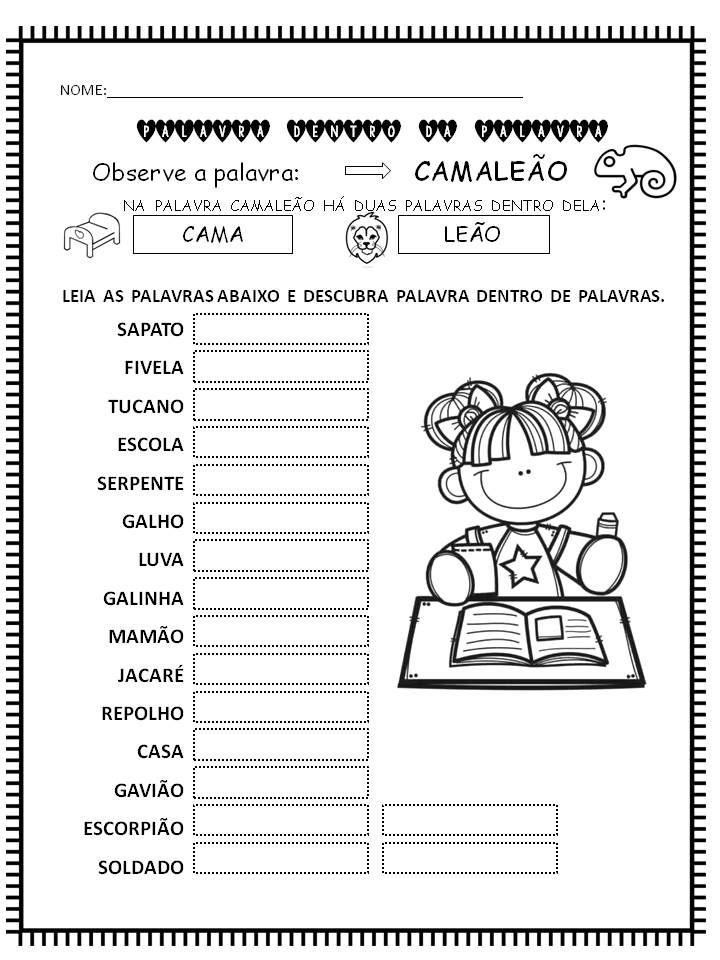 NOME:
PALAVRA DENTRO DA PALAVRA
Observe a palavra: CAMALEÃO
NA PALAVRA CAMALEÃO HÁ DUAS PALAVRAS DENTRO DELA:
CAMA LEÃO
LEIA AS PALAVRAS ABAIXO E DESCUBRA PALAVRA DENTRO DE PALAVRAS.
SAPATO
FIVELA
TUCANO
ESCOLA
SERPENTE
GALHO
LUVA
GALINHA
MAMÃO
JACARÉ
REPOLHO
CASA
GAVIÃO
ESCORPIÃO
SOLDADO